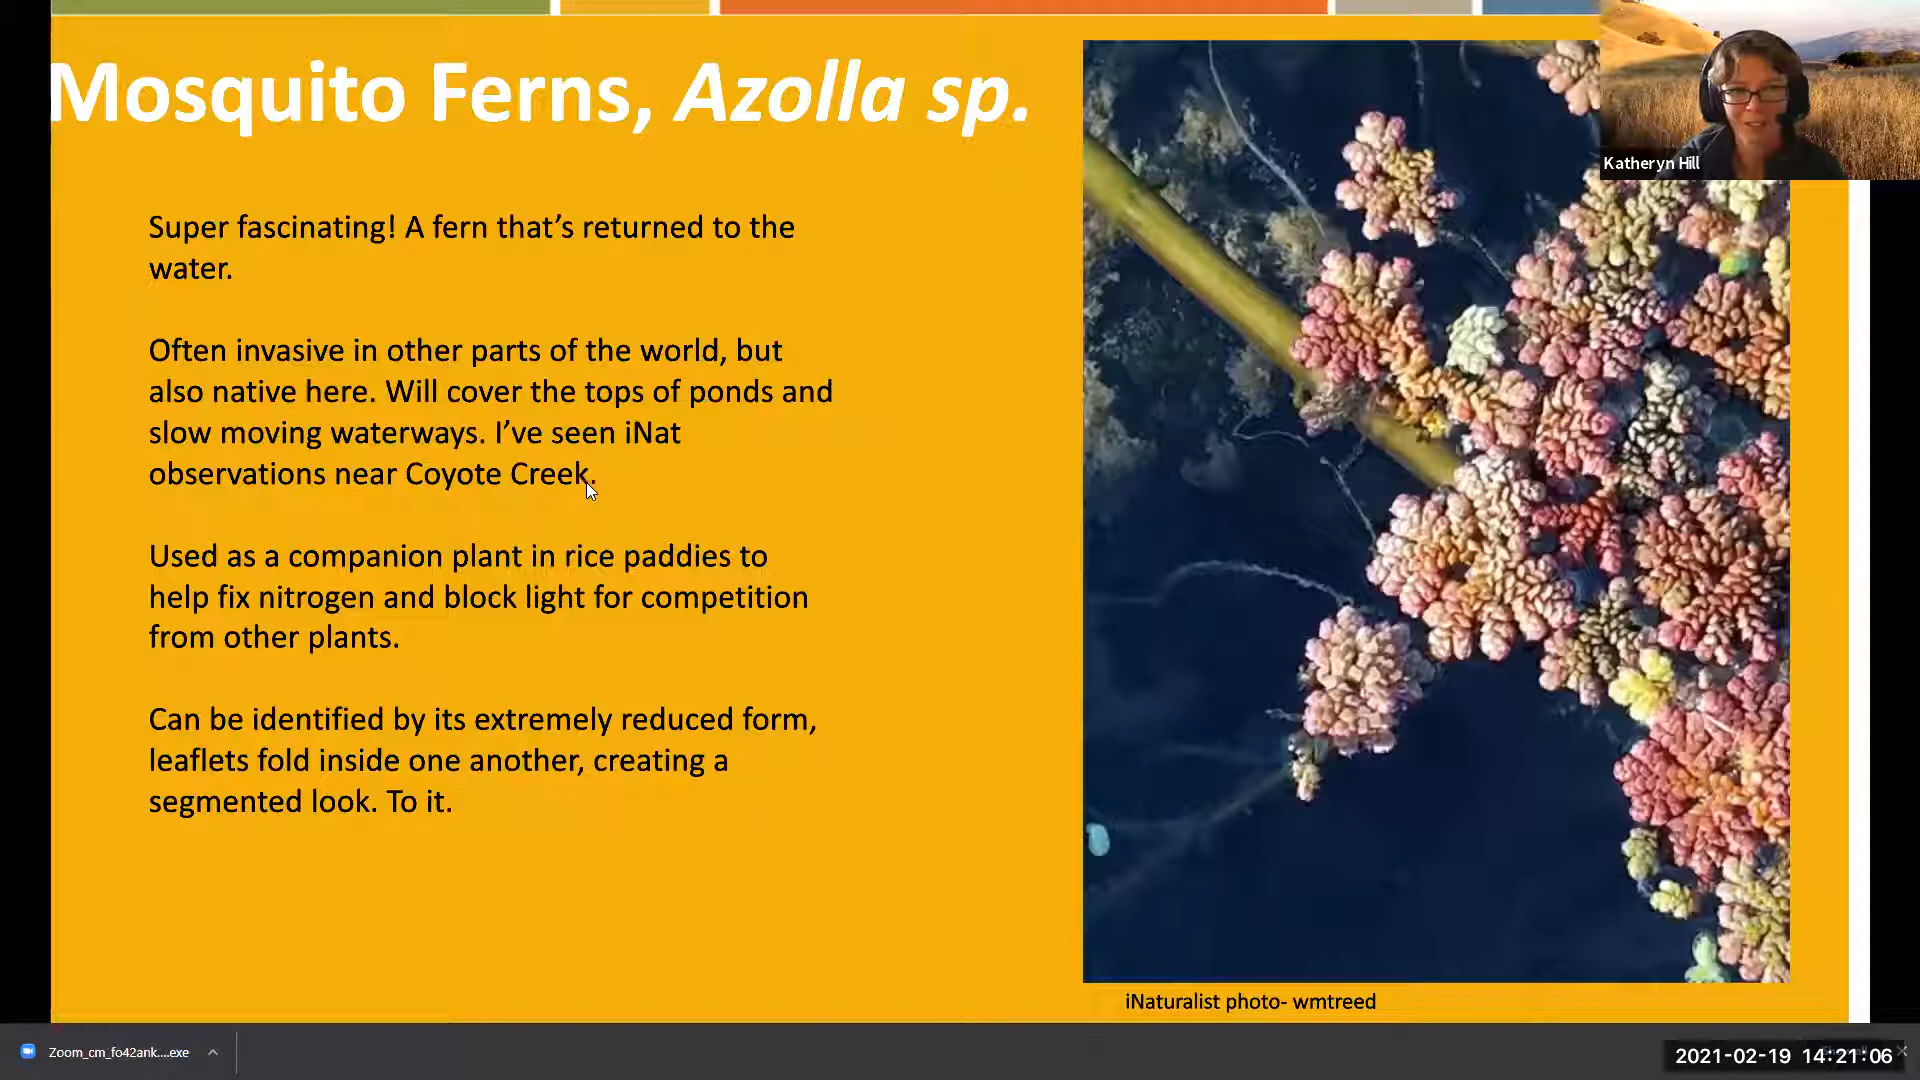 Mosquito Ferns, Azolla sp.
Katheryn Hill
Super fascinating! A fern that’s returned to the
water.
Often invasive in other parts of the world, but
also native here. Will cover the tops of ponds and
slow moving waterways. I’ve seen iNat
observations near Coyote Creek.
Used as a companion plant in rice paddies to
help fix nitrogen and block light for competition
from other plants.
Can be identified by its extremely reduced form,
leaflets fold inside one another, creating a
segmented look. To it.
iNaturalist photo- wmtreed
Zoom_cm_fo42ank....exe
2021-02-19 14:21:06